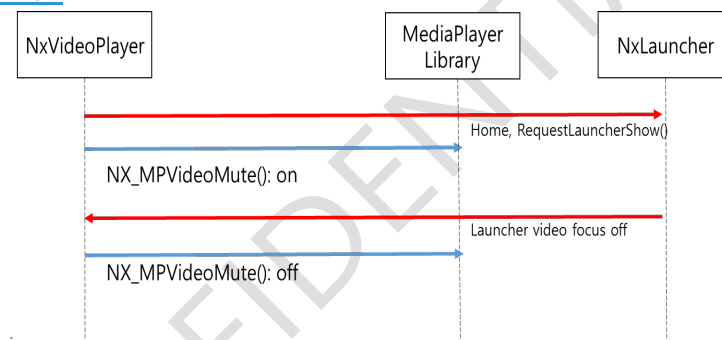 NxVideoPlayer
MediaPlayer
Library
NxLauncher
Home, RequestLauncherShow()
NX_MPVideoMute(): on
Launcher video focus off
NX_MPVideoMute(): off